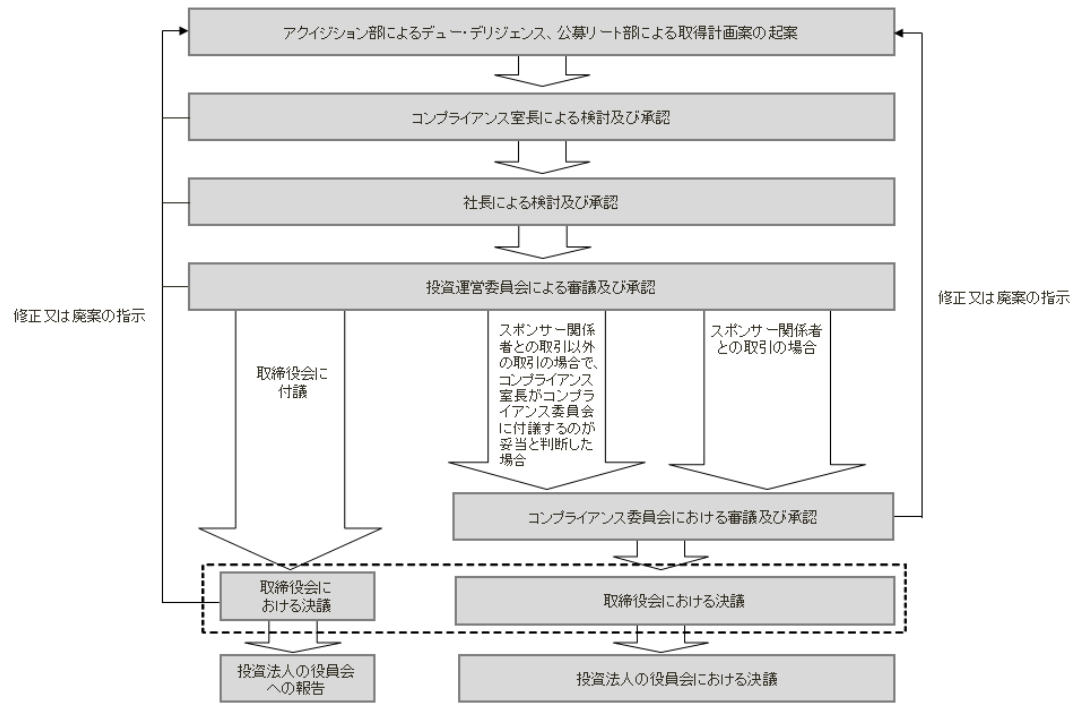 アクイジション部によるデュー・デリジェンス、公募リート部による取得計画案の起案
コンプライアンス室長による検討及び承認
社長による検討及び承認
投資運営委員会による審議及び承認
修正又は廃案の指示
修正又は廃案の指示
取締役会に
付議
スポンサー関係
者との取引以外
の取引の場合で、
コンプライアンス
室長がコンプラ
イアンス委員会
に付議するのが
妥当と判断した
場合
スポンサー関係者
との取引の場合
コンプライアンス委員会における審議及び承認
取締役会に
おける決議
取締役会における決議
投資法人の役員会
への報告
投資法人の役員会における決議